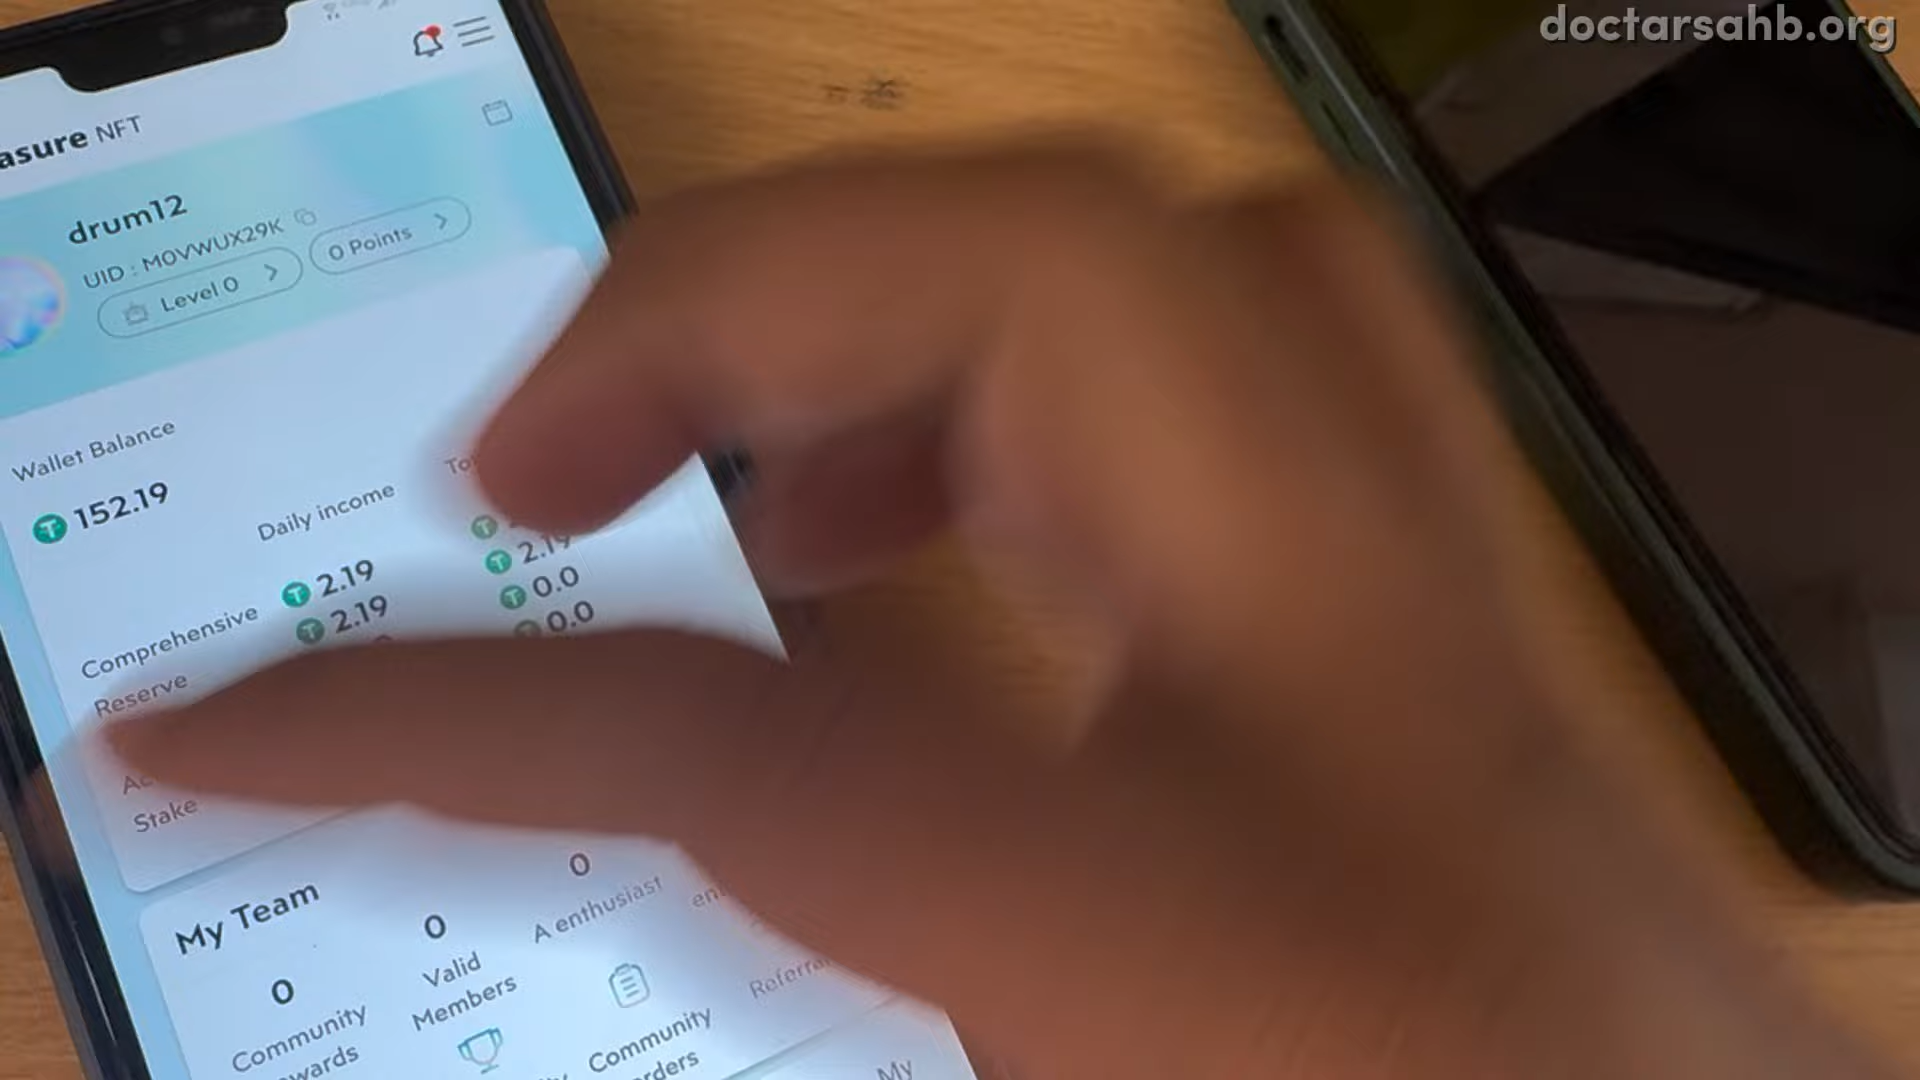 doctarsahb.org
asure NFT
drum12
UID : M0VWUX29K
Level 0
0 Points
Wallet Balance
152.19
Daily income
To
Comprehensive
2.19
2.19
Reserve
2.19
0.0
0.0
Stake
My Team
0
Community
wards
0
Valid
Members
0
A enthusiast
Community
rders
Referra
My